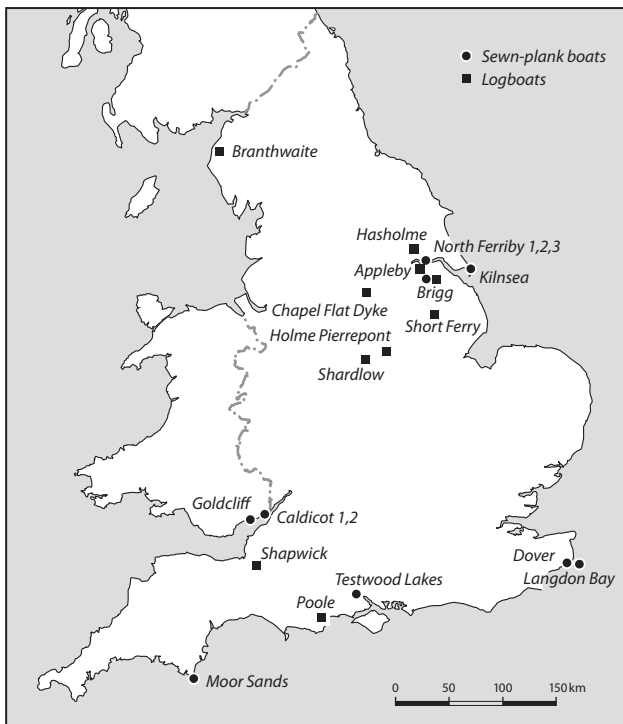 Sewn-plank boats
Logboats
Branthwaite
Hasholme
North Ferriby 1,2,3
Appleby
Kilnsea
Brigg
Chapel Flat Dyke
Short Ferry
Holme Pierrepont
Shardlow
Goldcliff
Caldicot 1,2
Shapwick
Dover
Langdon Bay
Testwood Lakes
Poole
Moor Sands
0 50 100 150km